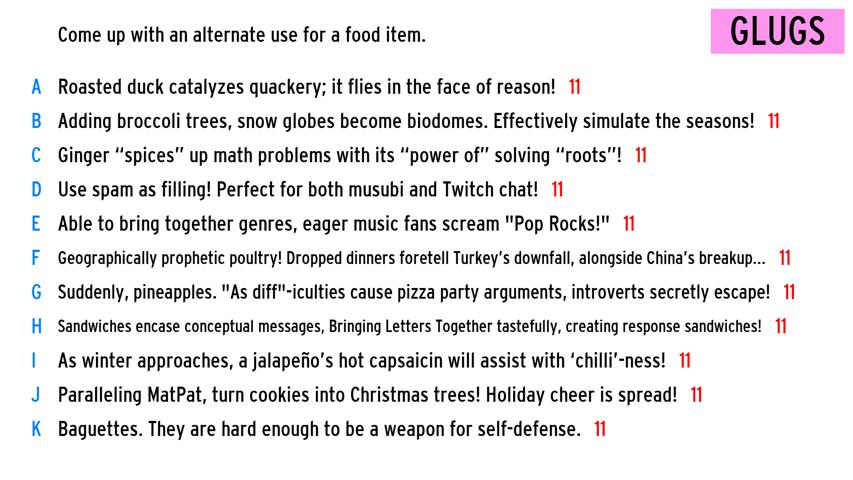 Come up with an alternate use for a food item.
GLUGS
A Roasted duck catalyzes quackery; it flies in the face of reason! 11
B Adding broccoli trees, snow globes become biodomes. Effectively simulate the seasons! 11
C Ginger “spices” up math problems with its “power of” solving “roots”! 11
D Use spam as filling! Perfect for both musubi and Twitch chat! 11
E Able to bring together genres, eager music fans scream "Pop Rocks!" 11
F Geographically prophetic poultry! Dropped dinners foretell Turkey’s downfall, alongside China’s breakup... 11
G Suddenly, pineapples. "As diff"-iculties cause pizza party arguments, introverts secretly escape! 11
H Sandwiches encase conceptual messages, Bringing Letters Together tastefully, creating response sandwiches! 11
I As winter approaches, a jalapeño’s hot capsaicin will assist with ‘chilli’-ness! 11
J Paralleling MatPat, turn cookies into Christmas trees! Holiday cheer is spread! 11
K Baguettes. They are hard enough to be a weapon for self-defense. 11